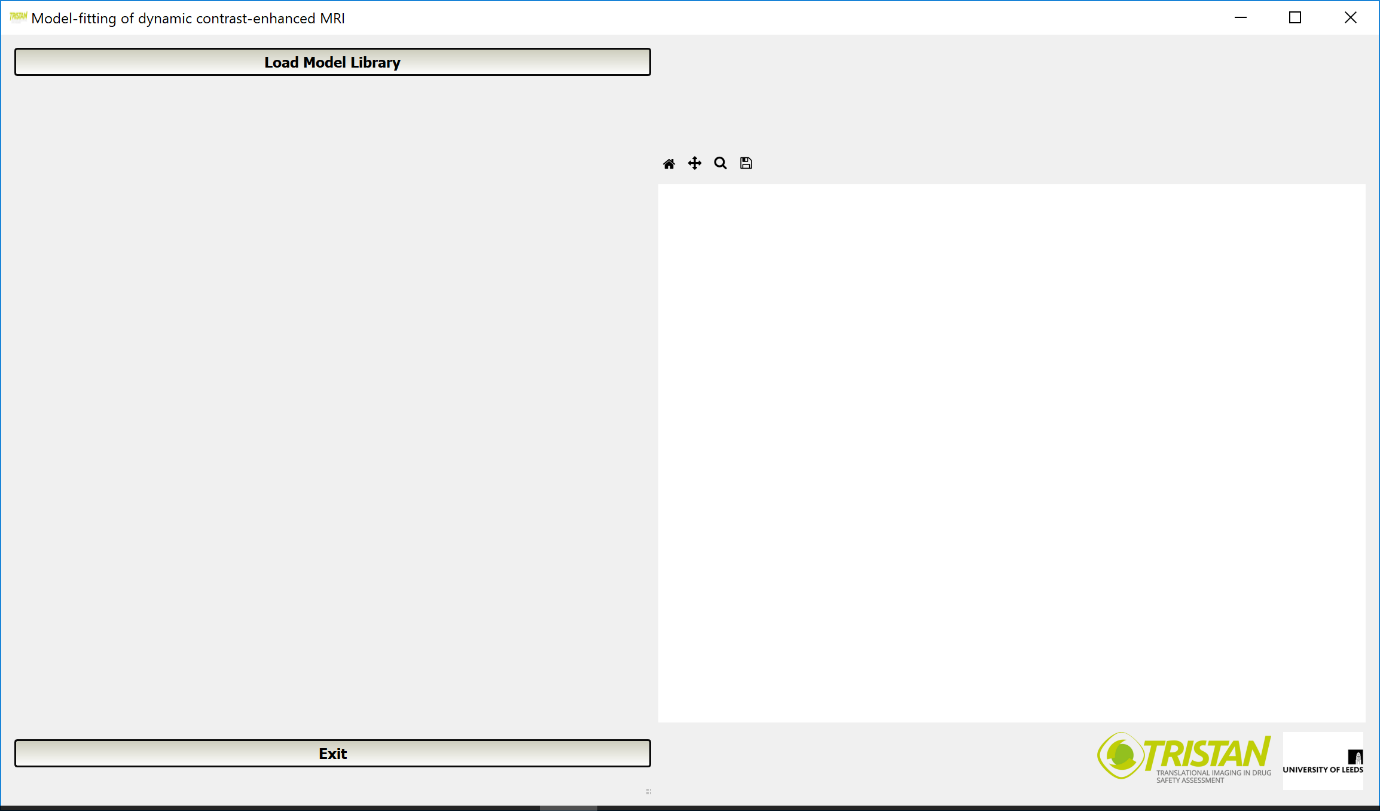 Model-fitting of dynamic contrast-enhanced MRI
Load Model Library
Exit
TRISTAN
TRANSLATIONAL IMAGING IN DRUG
SAFETY ASSESSMENT
UNIVERSITY OF LEEDS